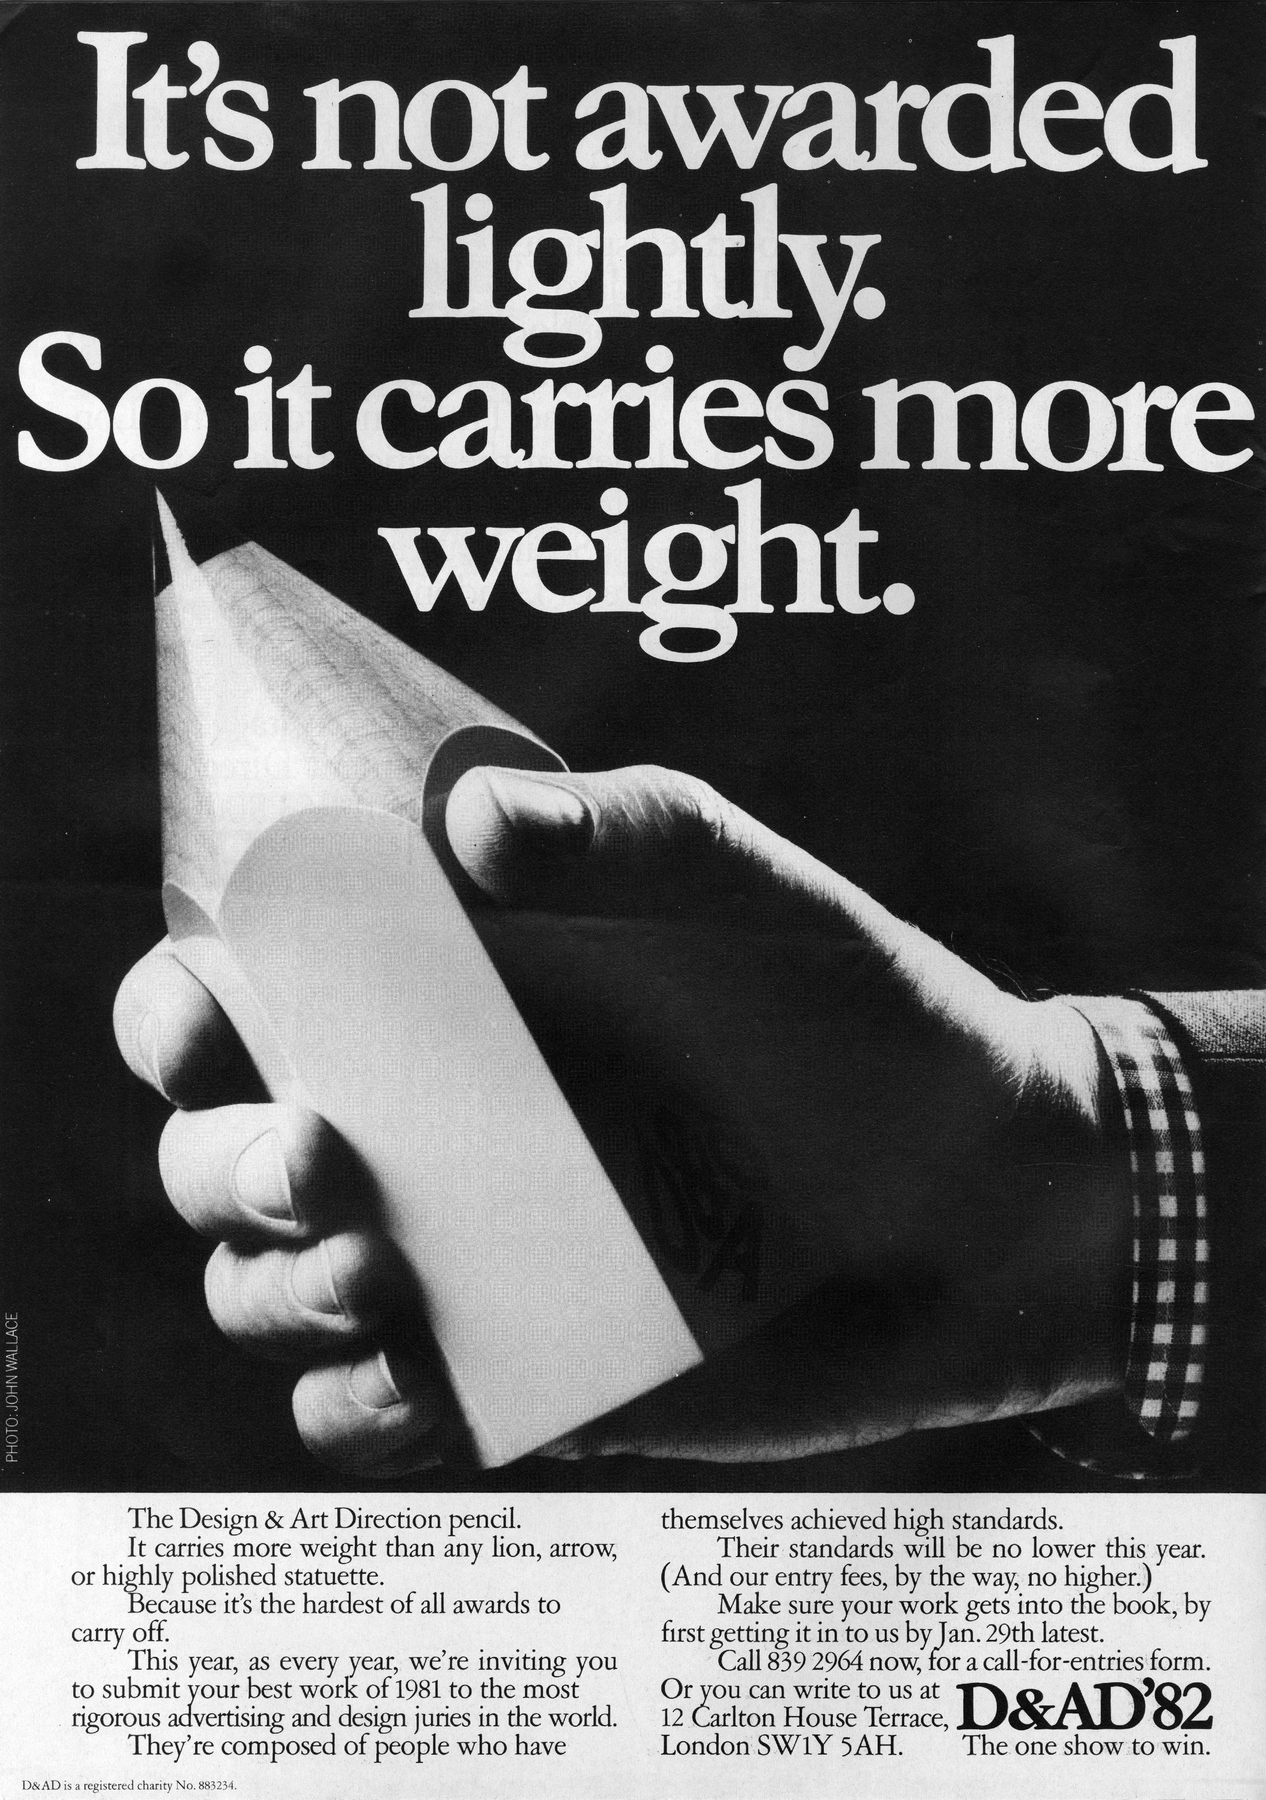 It's not awarded
lightly.
So it carries more
weight.
PHOTO: JOHN WALLACE
The Design & Art Direction pencil.
It carries more weight than any lion, arrow,
or highly polished statuette.
Because it's the hardest of all awards to
carry off.
This year, as every year, we're inviting you
to submit your best work of 1981 to the most
rigorous advertising and design juries in the world.
They're composed of people who have
themselves achieved high standards.
Their standards will be no lower this year.
(And our entry fees, by the way, no higher.)
Make sure your work gets into the book, by
first getting it in to us by Jan. 29th latest.
Call 839 2964 now, for a call-for-entries form.
Or you can write to us at
12 Carlton House Terrace,
London SW1Y 5AH.
D&AD'82
The one show to win.
D&AD is a registered charity No. 883234.